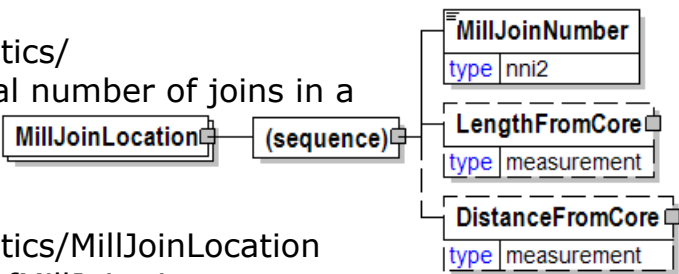 tics/
al number of joins in a
MillJoinLocation
(sequence)
MillJoinNumber
type nni2
LengthFromCore
type measurement
DistanceFromCore
type measurement
tics/MillJoinLocation